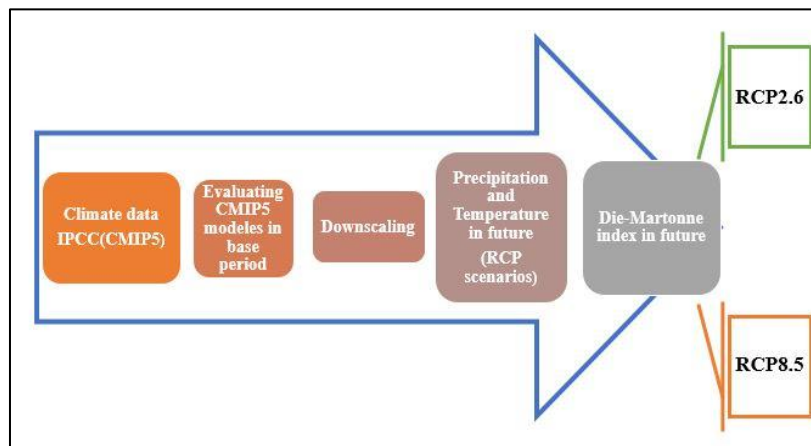 Climate data
IPCC(CMIP5)
Evaluating
CMIP5
modeles in
base
period
Downscaling
Precipitation
and
Temperature
in future
(RCP
scenarios)
Die-Martonne
index in future
RCP2.6
RCP8.5